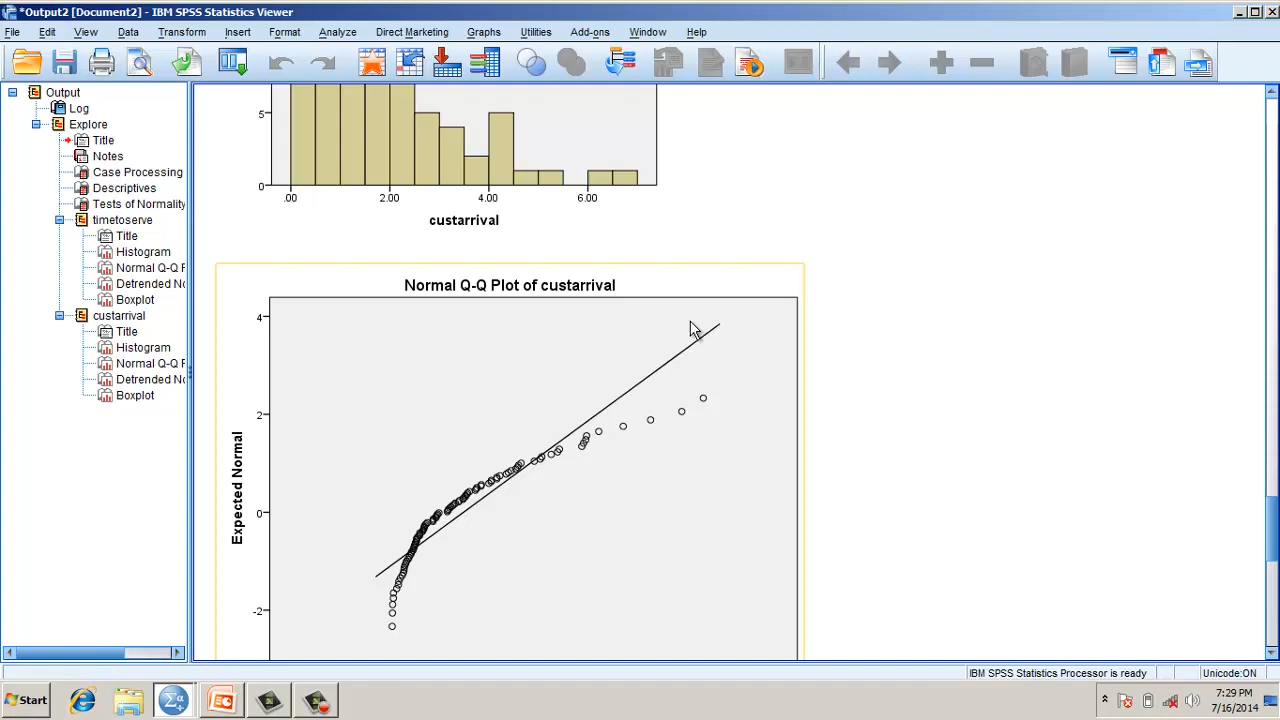 *Output2 [Document2] - IBM SPSS Statistics Viewer
File Edit View Data Transform Insert Format Analyze Direct Marketing Graphs Utilities Add-ons Window Help
Output
Log
Explore
Title
Notes
Case Processing
Descriptives
Tests of Normality
timetoserve
Title
Histogram
Normal Q-Q P
Detrended No
Boxplot
custarrival
Title
Histogram
Normal Q-Q P
Detrended No
Boxplot
5
0
.00 2.00 4.00 6.00
custarrival
Normal Q-Q Plot of custarrival
Expected Normal
4
2
0
-2
IBM SPSS Statistics Processor is ready
Unicode:ON
Start
7:29 PM
7/16/2014